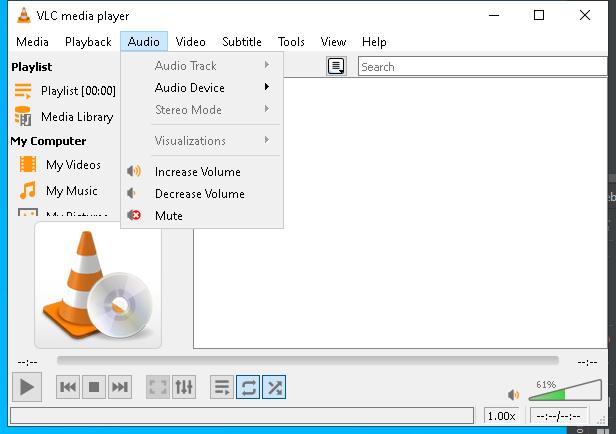 VLC media player
Media Playback Audio Video Subtitle Tools View Help
Playlist
Playlist [00:00]
Media Library
My Computer
My Videos
My Music
My Pictures
Audio Track
Audio Device
Stereo Mode
Visualizations
Increase Volume
Decrease Volume
Mute
Search
--:-- --:--
61%
1.00x --:--/--:--